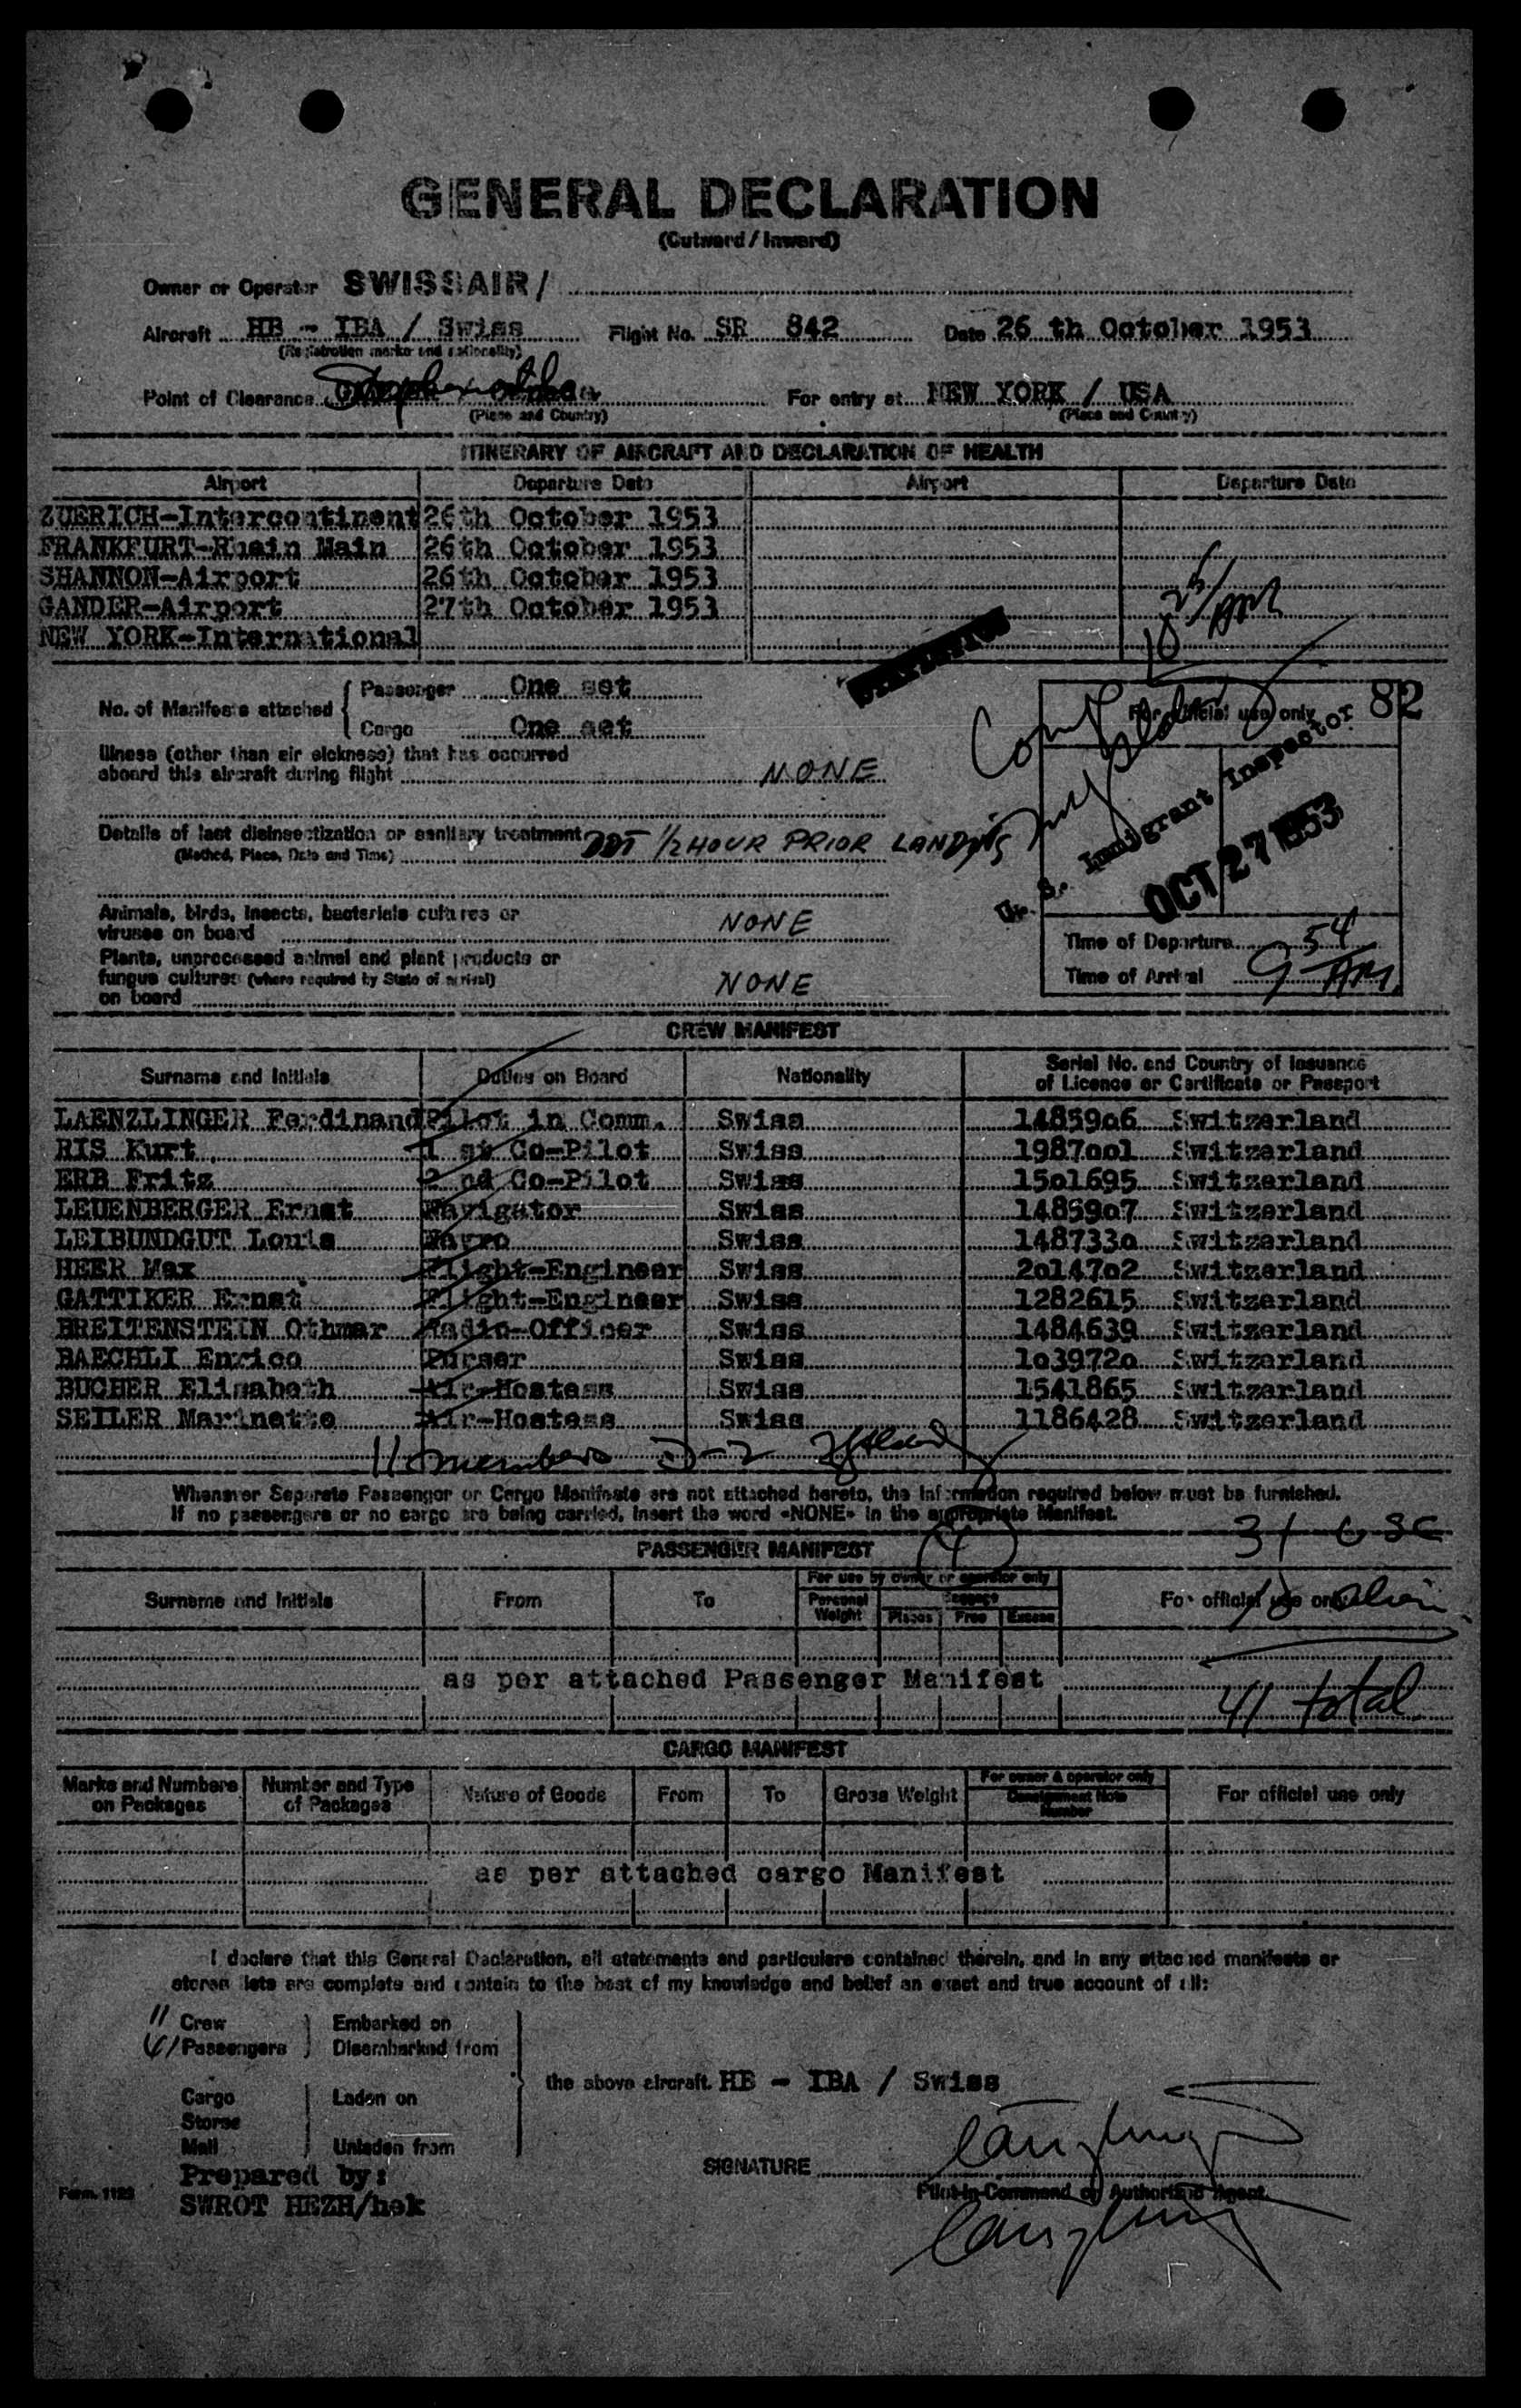 GENERAL DECLARATION
(Outward / Inward)
Owner or Operator SWISSAIR /
Aircraft HB - IBA / Swiss Flight No. SR 842 Date 26 th October 1953
(Registration marks and nationality)
Point of Clearance For entry at NEW YORK / USA
(Place and Country) (Place and Country)
ITINERARY OF AIRCRAFT AND DECLARATION OF HEALTH
Airport Departure Date Airport Departure Date
ZUERICH-Intercontinent 26th October 1953
FRANKFURT-Rhein Main 26th October 1953
SHANNON-Airport 26th October 1953
GANDER-Airport 27th October 1953
NEW YORK-International
No. of Manifests attached
Passenger One set
Cargo One set
For official use only 82
Illness (other than air sickness) that has occurred
aboard this aircraft during flight NONE
Details of last disinsectization or sanitary treatment DDT 1/2 HOUR PRIOR LANDING
(Method, Place, Date and Time)
U. S. Immigrant Inspector
OCT 27 1953
Animals, birds, insects, bacteriale cultures or
viruses on board NONE
Plants, unprocessed animal and plant products or
fungus cultures (where required by State of arrival)
on board NONE
Time of Departure
Time of Arrival 9 54 AM
CREW MANIFEST
Surname and Initials Duties on Board Nationality Serial No. and Country of Issuance
of Licence or Certificate or Passport
LAENZLINGER Ferdinand Pilot in Comm. Swiss 14859o6 Switzerland
RIS Kurt 1 st Co-Pilot Swiss 1987oo1 Switzerland
ERB Fritz 2 nd Co-Pilot Swiss 15o1695 Switzerland
LEUENBERGER Ernst Navigator Swiss 14859o7 Switzerland
LEIBUNDGUT Louis Swiss 148733o Switzerland
HEER Max Flight-Engineer Swiss 2o147o2 Switzerland
GATTIKER Ernst Flight-Engineer Swiss 1282615 Switzerland
BREITENSTEIN Othmar Radio-Officer Swiss 1484639 Switzerland
BAECHLI Enrico Purser Swiss 1o3972o Switzerland
BUCHER Elisabeth Air-Hostess Swiss 1541865 Switzerland
SEILER Marinette Air-Hostess Swiss 1186428 Switzerland
11 members
Whenever Separate Passenger or Cargo Manifests are not attached hereto, the information required below must be furnished.
If no passengers or no cargo are being carried, insert the word «NONE» in the appropriate Manifest.
31 USC
PASSENGER MANIFEST
Surname and Initials From To For use by owner or operator only For official use only
Personal Weight Baggage
Pieces Free Excess
10 alien
as per attached Passenger Manifest
41 total
CARGO MANIFEST
Marks and Numbers on Packages Number and Type of Packages Nature of Goods From To Gross Weight For owner & operator only For official use only
Consignment Note Number
as per attached cargo Manifest
I declare that this General Declaration, all statements and particulars contained therein, and in any attached manifests or
stores lists are complete and contain to the best of my knowledge and belief an exact and true account of all:
11 Crew Embarked on
41 Passengers Disembarked from
the above aircraft. HB - IBA / Swiss
Cargo Laden on
Stores
Mail Unladen from
SIGNATURE
Pilot-in-Command or Authorised Agent.
Prepared by:
Form. 1122
SWROT HEZH/hek